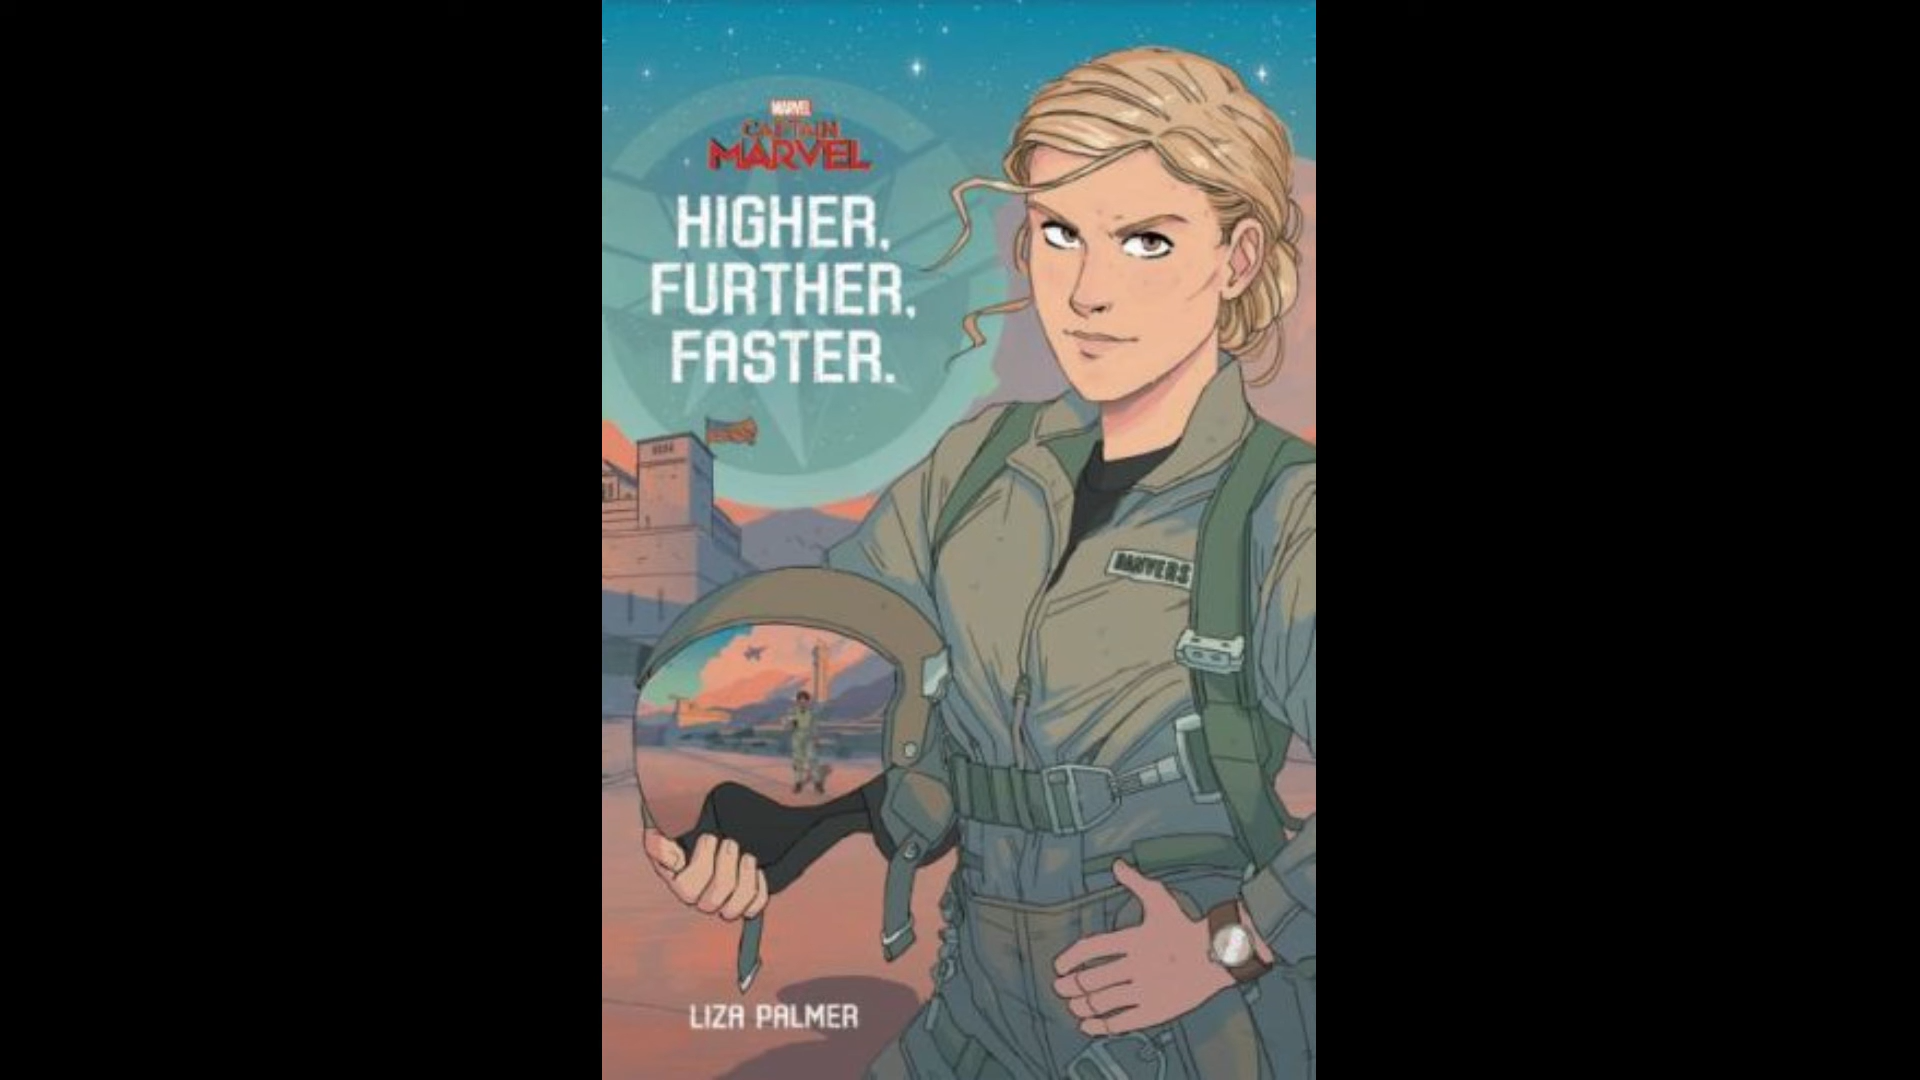 MARVEL
CAPTAIN
MARVEL
HIGHER.
FURTHER.
FASTER.
DANVERS
LIZA PALMER